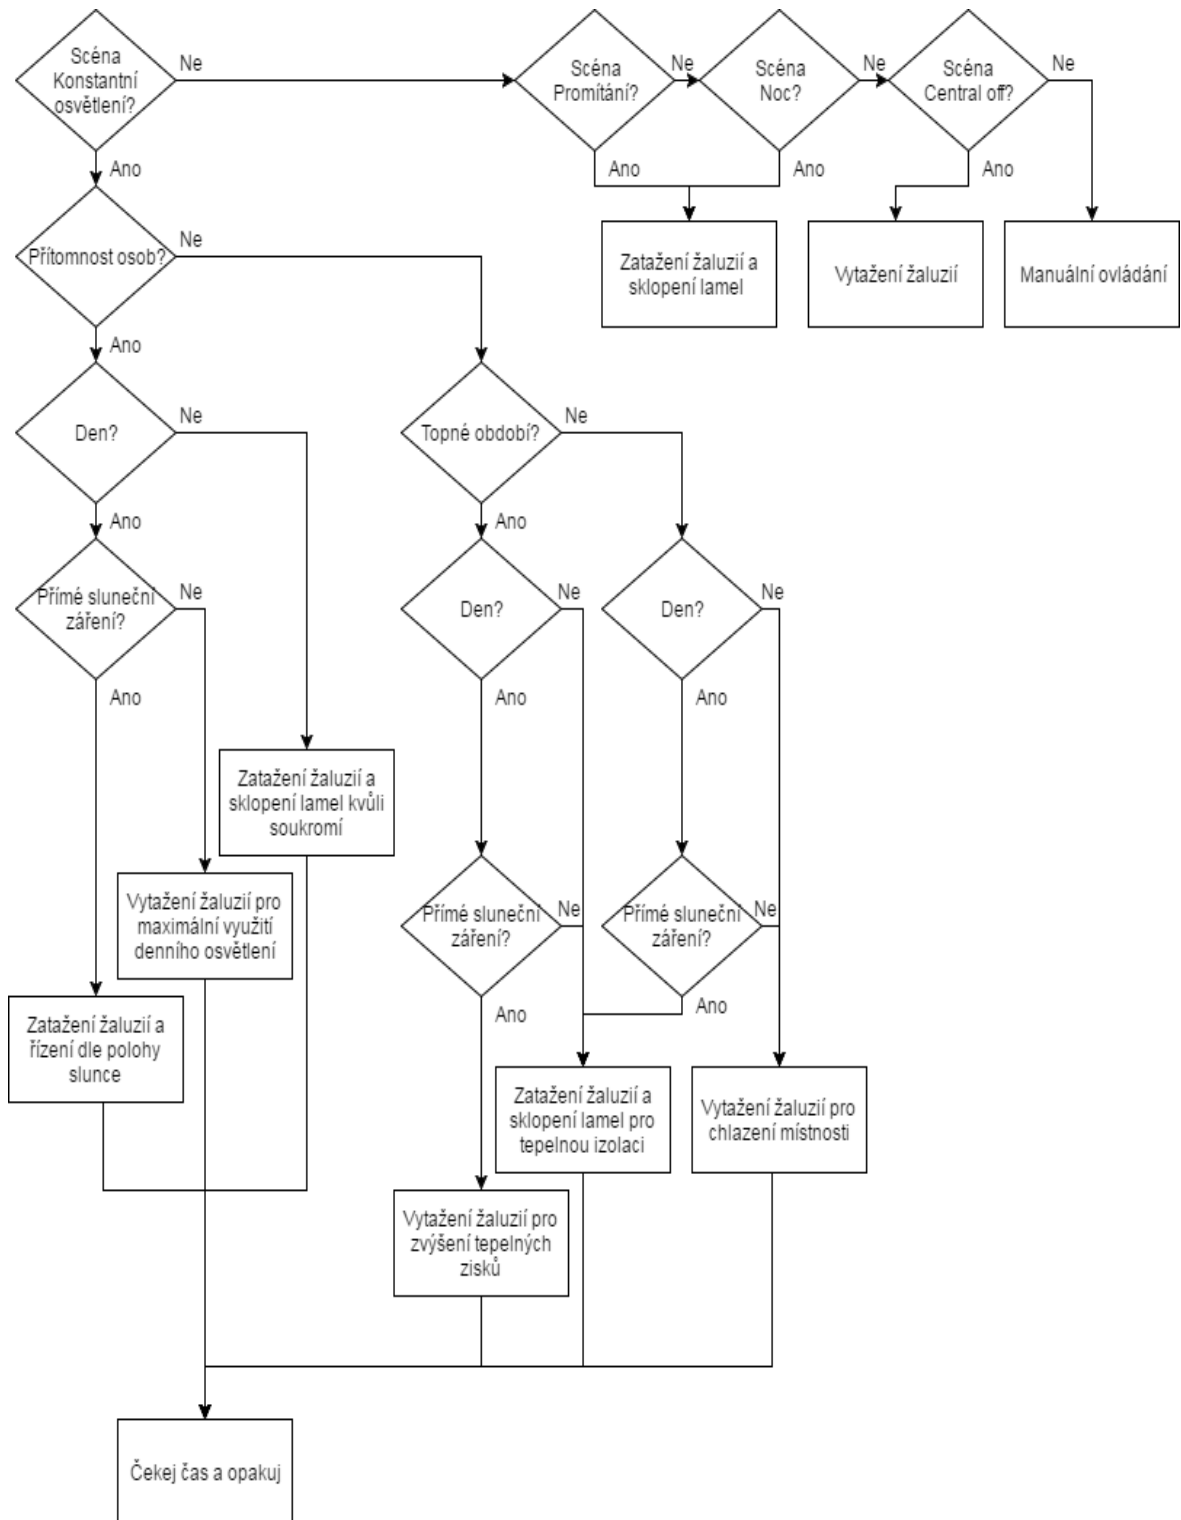 Scéna
Konstantní
osvětlení?
Ne
Scéna
Promítání?
Ne
Scéna
Noc?
Ne
Scéna
Central off?
Ne
Ano
Ano
Ano
Ano
Přítomnost osob?
Ne
Zatažení žaluzií a
sklopení lamel
Vytažení žaluzií
Manuální ovládání
Ano
Den?
Ne
Topné období?
Ne
Ano
Ano
Přímé sluneční
záření?
Ne
Den?
Ne
Den?
Ne
Ano
Ano
Ano
Zatažení žaluzií a
sklopení lamel kvůli
soukromí
Vytažení žaluzií pro
maximální využití
denního osvětlení
Přímé sluneční
záření?
Ne
Přímé sluneční
záření?
Ne
Ano
Ano
Zatažení žaluzií a
řízení dle polohy
slunce
Zatažení žaluzií a
sklopení lamel pro
tepelnou izolaci
Vytažení žaluzií pro
chlazení místnosti
Vytažení žaluzií pro
zvýšení tepelných
zisků
Čekej čas a opakuj